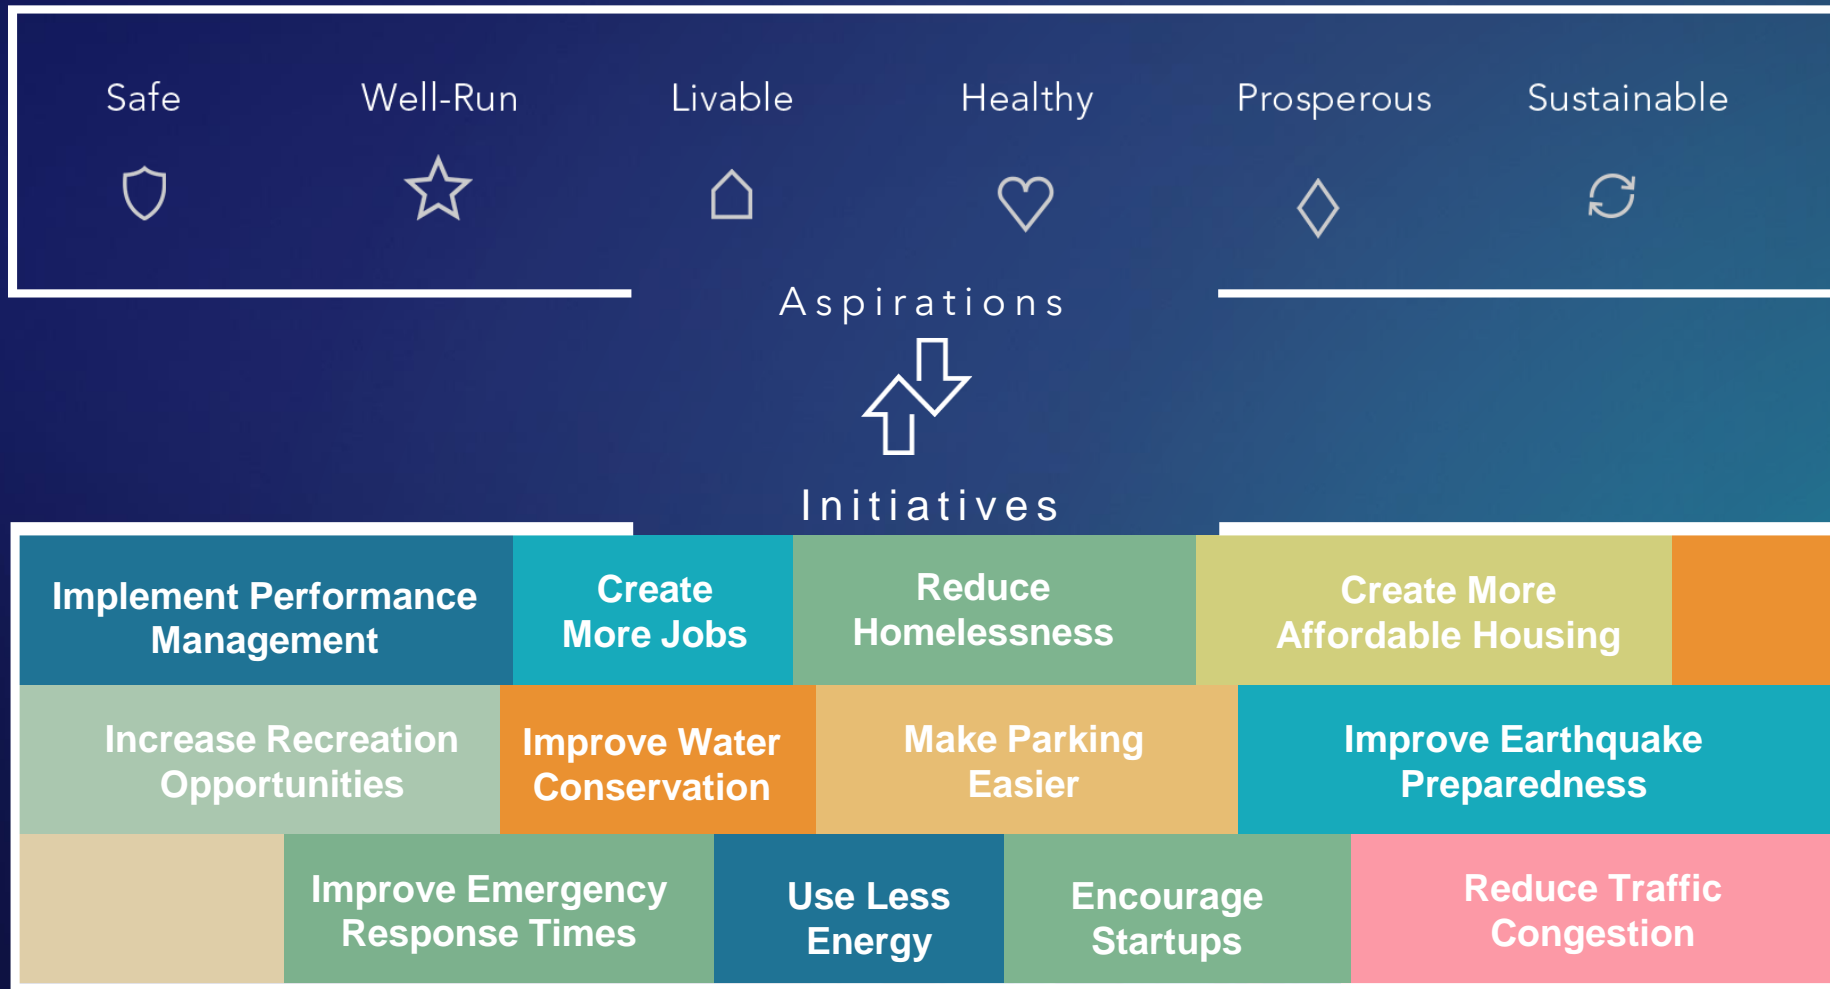 Safe Well-Run Livable Healthy Prosperous Sustainable
Aspirations
Initiatives
Implement Performance
Management
Create
More Jobs
Reduce
Homelessness
Create More
Affordable Housing
Increase Recreation
Opportunities
Improve Water
Conservation
Make Parking
Easier
Improve Earthquake
Preparedness
Improve Emergency
Response Times
Use Less
Energy
Encourage
Startups
Reduce Traffic
Congestion